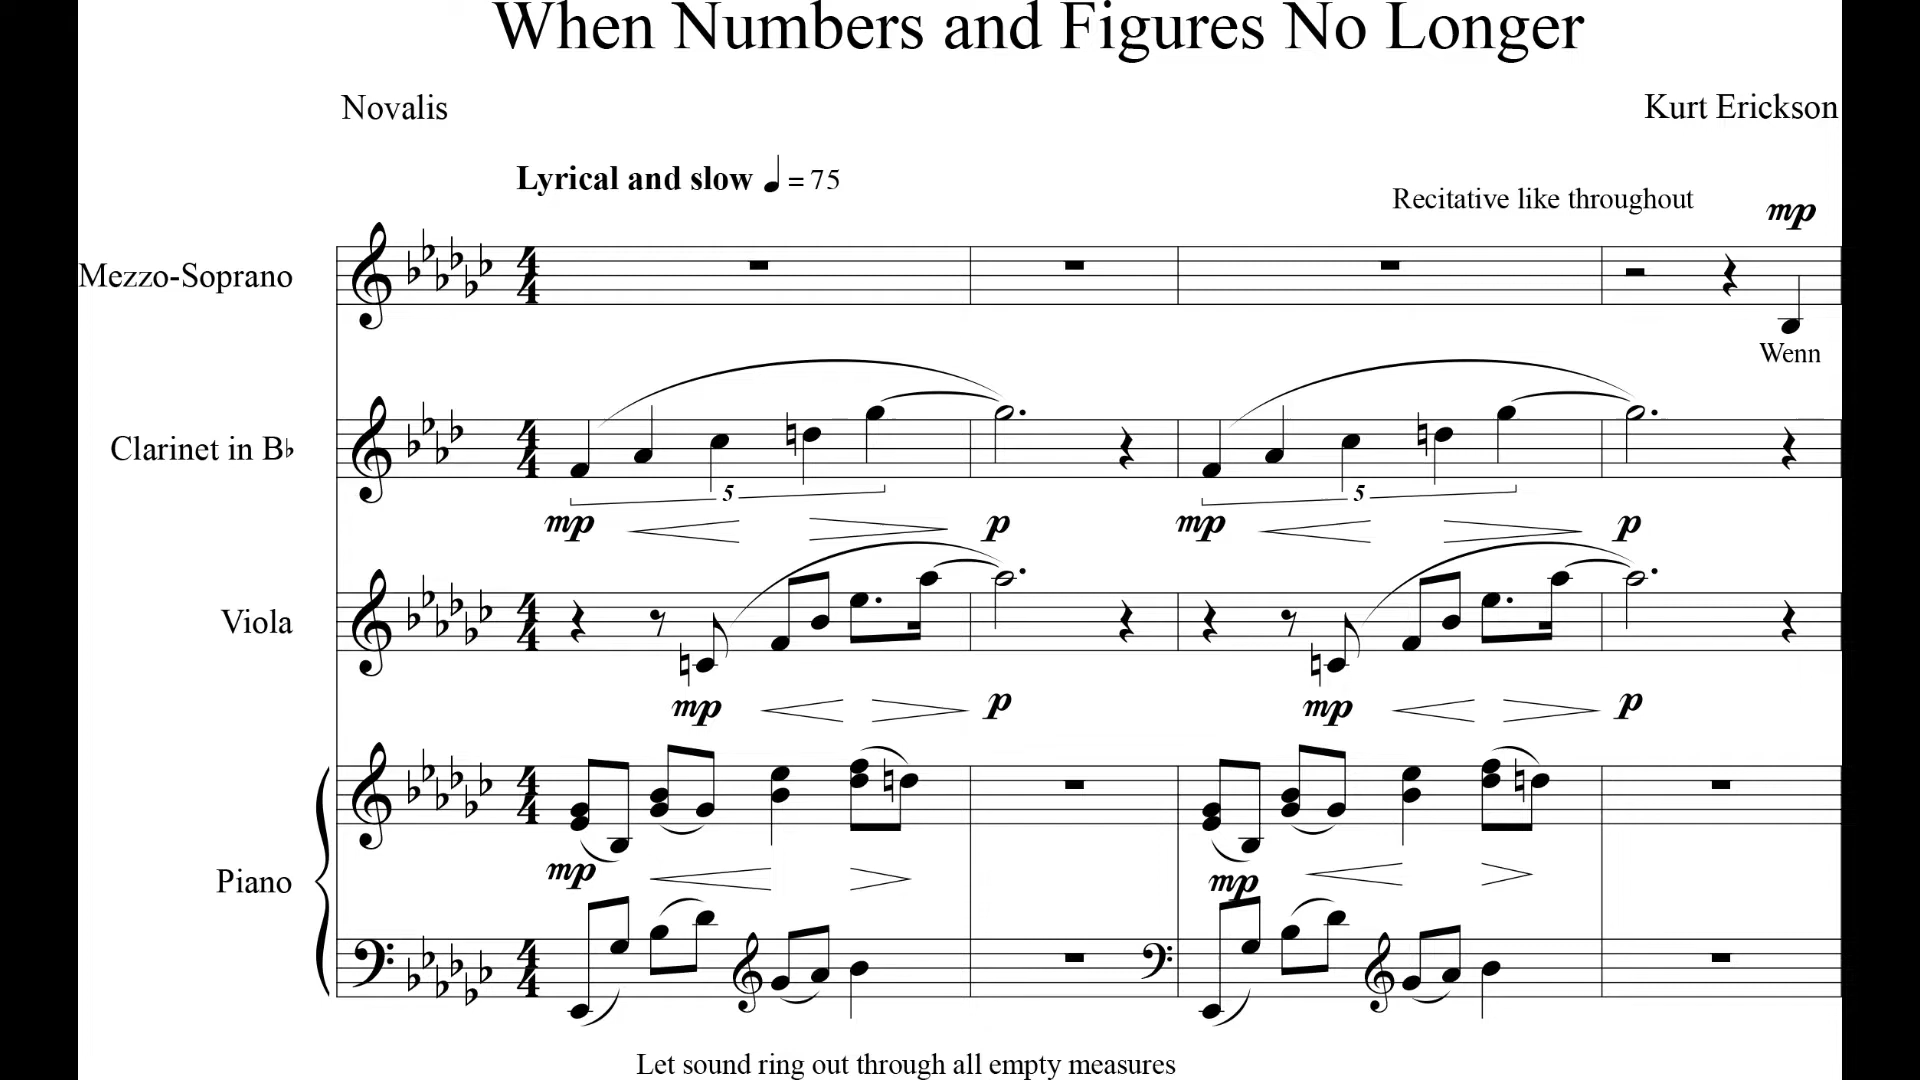 When Numbers and Figures No Longer
Novalis
Kurt Erickson
Lyrical and slow ♩ = 75
Recitative like throughout
mp
Mezzo-Soprano
Wenn
Clarinet in B♭
5
5
mp
p
mp
p
Viola
mp
p
mp
p
Piano
mp
mp
Let sound ring out through all empty measures